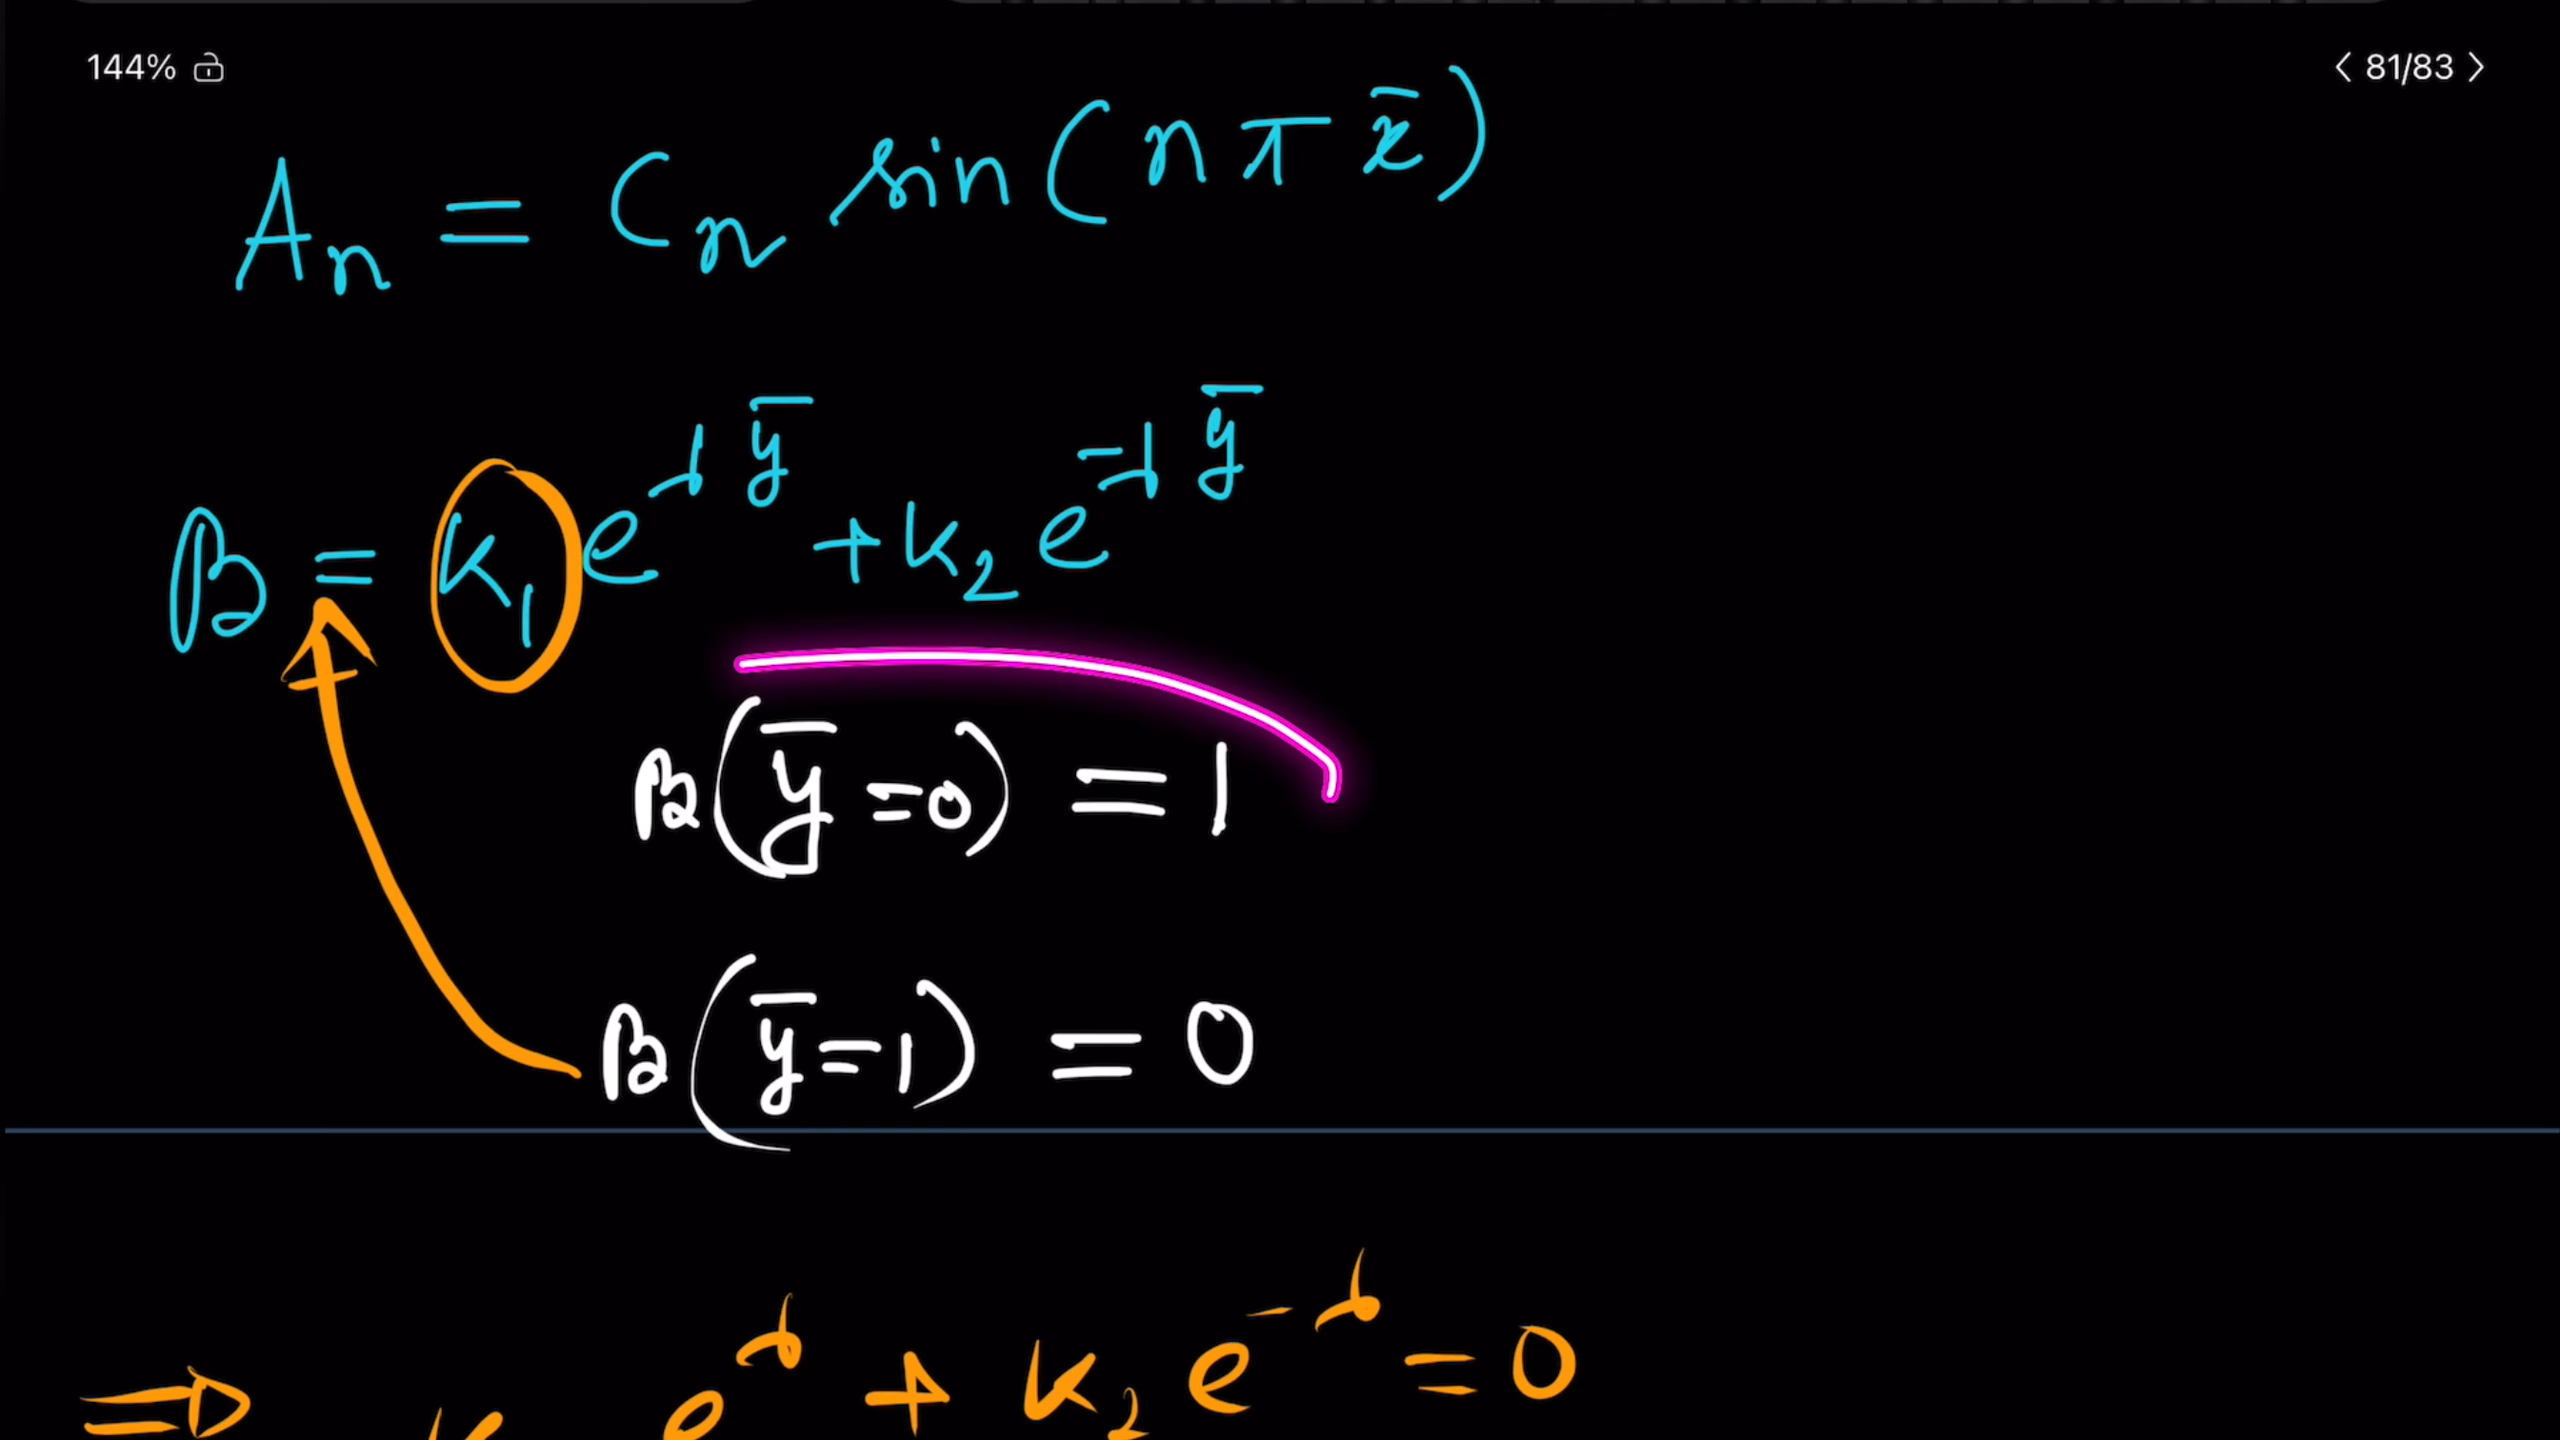 144%
81/83
Aₙ = Cₙ sin(nπx̄)
B = K₁e^{λȳ} + K₂e^{-λȳ}
B(ȳ=0) = 1
B(ȳ=1) = 0
⇒ K e^{λ} + K₂e^{-λ} = 0